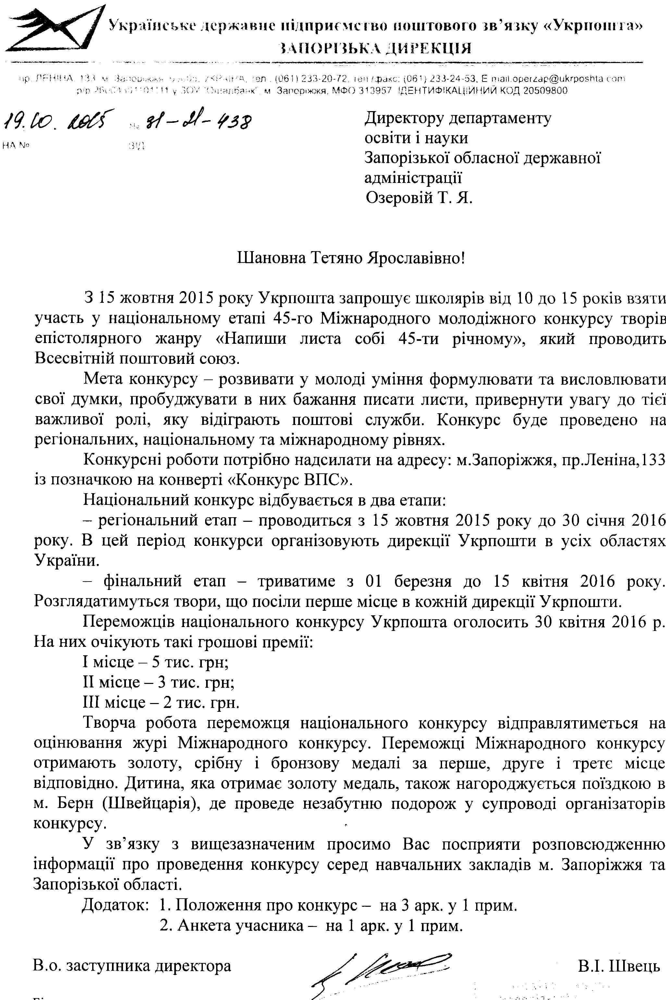 Українське державне підприємство поштового зв’язку «Укрпошта»
ЗАПОРІЗЬКА ДИРЕКЦІЯ
пр. ЛЕНІНА, 133, м. Запоріжжя, УКРАЇНА, тел.: (061) 233-20-72, тел./факс: (061) 233-24-53, E mail.operzap@ukrposhta com
р/р у ЗОУ "Ощадбанк", м. Запоріжжя, МФО 313957 ІДЕНТИФІКАЦІЙНИЙ КОД 20509800
19.10. 2015 № 31-21-438
НА № ВІД
Директору департаменту
освіти і науки
Запорізької обласної державної
адміністрації
Озеровій Т. Я.
Шановна Тетяно Ярославівно!
З 15 жовтня 2015 року Укрпошта запрошує школярів від 10 до 15 років взяти
участь у національному етапі 45-го Міжнародного молодіжного конкурсу творів
епістолярного жанру «Напиши листа собі 45-ти річному», який проводить
Всесвітній поштовий союз.
Мета конкурсу – розвивати у молоді уміння формулювати та висловлювати
свої думки, пробуджувати в них бажання писати листи, привернути увагу до тієї
важливої ролі, яку відіграють поштові служби. Конкурс буде проведено на
регіональних, національному та міжнародному рівнях.
Конкурсні роботи потрібно надсилати на адресу: м.Запоріжжя, пр.Леніна,133
із позначкою на конверті «Конкурс ВПС».
Національний конкурс відбувається в два етапи:
– регіональний етап – проводиться з 15 жовтня 2015 року до 30 січня 2016
року. В цей період конкурси організовують дирекції Укрпошти в усіх областях
України.
– фінальний етап – триватиме з 01 березня до 15 квітня 2016 року.
Розглядатимуться твори, що посіли перше місце в кожній дирекції Укрпошти.
Переможців національного конкурсу Укрпошта оголосить 30 квітня 2016 р.
На них очікують такі грошові премії:
І місце – 5 тис. грн;
ІІ місце – 3 тис. грн;
ІІІ місце – 2 тис. грн.
Творча робота переможця національного конкурсу відправлятиметься на
оцінювання журі Міжнародного конкурсу. Переможці Міжнародного конкурсу
отримають золоту, срібну і бронзову медалі за перше, друге і третє місце
відповідно. Дитина, яка отримає золоту медаль, також нагороджується поїздкою в
м. Берн (Швейцарія), де проведе незабутню подорож у супроводі організаторів
конкурсу.
У зв’язку з вищезазначеним просимо Вас посприяти розповсюдженню
інформації про проведення конкурсу серед навчальних закладів м. Запоріжжя та
Запорізької області.
Додаток: 1. Положення про конкурс – на 3 арк. у 1 прим.
2. Анкета учасника – на 1 арк. у 1 прим.
В.о. заступника директора В.І. Швець